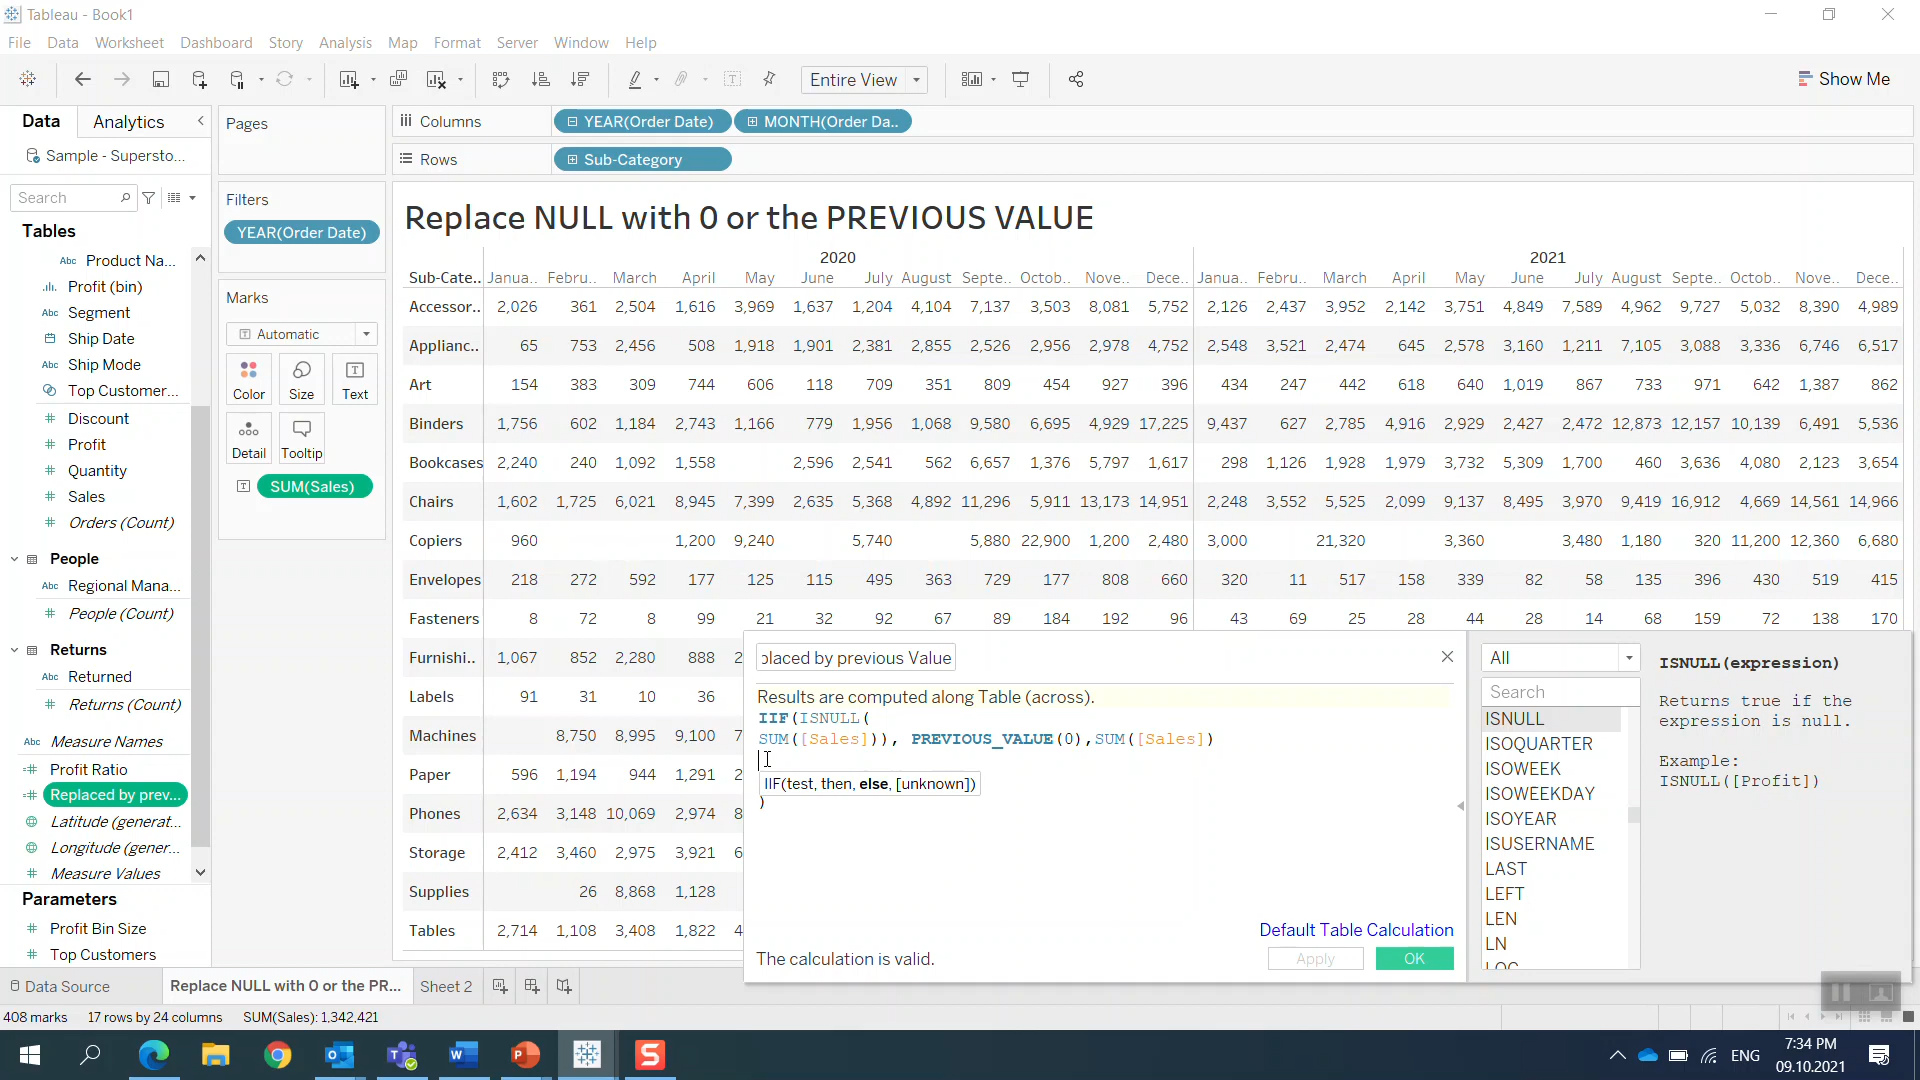 Tableau - Book1
File Data Worksheet Dashboard Story Analysis Map Format Server Window Help
Entire View
Show Me
Data Analytics
Sample - Supersto...
Search
Tables
Abc Product Na...
Profit (bin)
Abc Segment
Ship Date
Abc Ship Mode
Top Customer...
Discount
Profit
Quantity
Sales
Orders (Count)
People
Abc Regional Mana...
People (Count)
Returns
Abc Returned
Returns (Count)
Abc Measure Names
Profit Ratio
Replaced by prev...
Latitude (generat...
Longitude (gener...
Measure Values
Parameters
Profit Bin Size
Top Customers
Pages
Filters
YEAR(Order Date)
Marks
Automatic
Color Size Text
Detail Tooltip
SUM(Sales)
Columns YEAR(Order Date) MONTH(Order Da..
Rows Sub-Category
Replace NULL with 0 or the PREVIOUS VALUE
2020 2021
Sub-Cate.. Janua.. Febru.. March April May June July August Septe.. Octob.. Nove.. Dece.. Janua.. Febru.. March April May June July August Septe.. Octob.. Nove.. Dece..
Accessor.. 2,026 361 2,504 1,616 3,969 1,637 1,204 4,104 7,137 3,503 8,081 5,752 2,126 2,437 3,952 2,142 3,751 4,849 7,589 4,962 9,727 5,032 8,390 4,989
Applianc.. 65 753 2,456 508 1,918 1,901 2,381 2,855 2,526 2,956 2,978 4,752 2,548 3,521 2,474 645 2,578 3,160 1,211 7,105 3,088 3,336 6,746 6,517
Art 154 383 309 744 606 118 709 351 809 454 927 396 434 247 442 618 640 1,019 867 733 971 642 1,387 862
Binders 1,756 602 1,184 2,743 1,166 779 1,956 1,068 9,580 6,695 4,929 17,225 9,437 627 2,785 4,916 2,929 2,427 2,472 12,873 12,157 10,139 6,491 5,536
Bookcases 2,240 240 1,092 1,558 2,596 2,541 562 6,657 1,376 5,797 1,617 298 1,126 1,928 1,979 3,732 5,309 1,700 460 3,636 4,080 2,123 3,654
Chairs 1,602 1,725 6,021 8,945 7,399 2,635 5,368 4,892 11,296 5,911 13,173 14,951 2,248 3,552 5,525 2,099 9,137 8,495 3,970 9,419 16,912 4,669 14,561 14,966
Copiers 960 1,200 9,240 5,740 5,880 22,900 1,200 2,480 3,000 21,320 3,360 3,480 1,180 320 11,200 12,360 6,680
Envelopes 218 272 592 177 125 115 495 363 729 177 808 660 320 11 517 158 339 82 58 135 396 430 519 415
Fasteners 8 72 8 99 21 32 92 67 89 184 192 96 43 69 25 28 44 28 14 68 159 72 138 170
Furnishi.. 1,067 852 2,280 888 2
Labels 91 31 10 36
Machines 8,750 8,995 9,100 7
Paper 596 1,194 944 1,291 2
Phones 2,634 3,148 10,069 2,974 8
Storage 2,412 3,460 2,975 3,921 6
Supplies 26 8,868 1,128
Tables 2,714 1,108 3,408 1,822 4
placed by previous Value
Results are computed along Table (across).
IIF(ISNULL(
SUM([Sales])), PREVIOUS_VALUE(0),SUM([Sales])
IIF(test, then, else, [unknown])
)
Default Table Calculation
The calculation is valid.
Apply OK
All
Search
ISNULL
ISOQUARTER
ISOWEEK
ISOWEEKDAY
ISOYEAR
ISUSERNAME
LAST
LEFT
LEN
LN
LOG
ISNULL(expression)
Returns true if the
expression is null.
Example:
ISNULL([Profit])
Data Source Replace NULL with 0 or the PR... Sheet 2
408 marks 17 rows by 24 columns SUM(Sales): 1,342,421
ENG
7:34 PM
09.10.2021